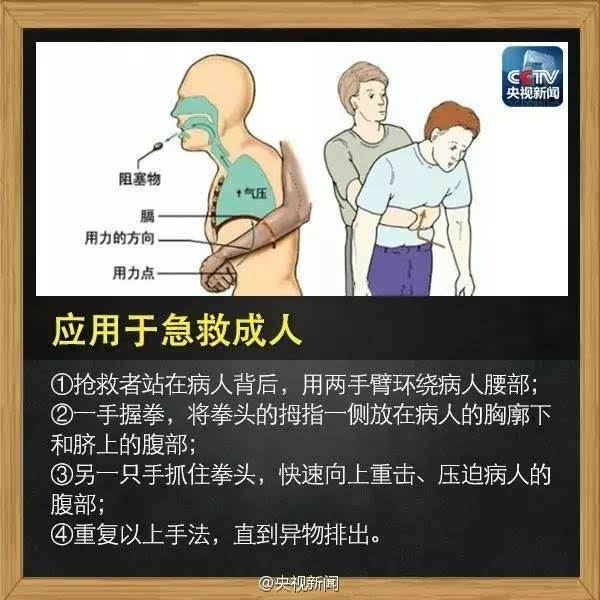 CCTV
央视新闻
阻塞物
气压
膈
用力的方向
用力点
应用于急救成人
①抢救者站在病人背后，用两手臂环绕病人腰部；
②一手握拳，将拳头的拇指一侧放在病人的胸廓下
和脐上的腹部；
③另一只手抓住拳头，快速向上重击、压迫病人的
腹部；
④重复以上手法，直到异物排出。
@央视新闻